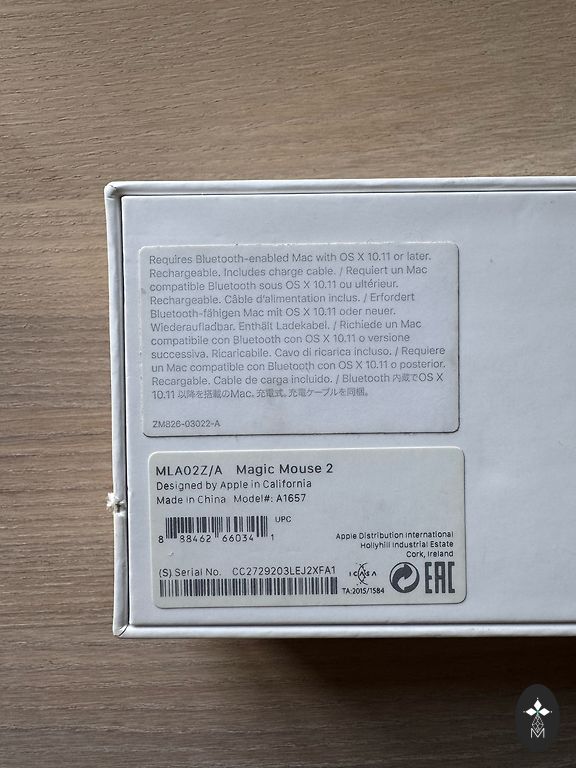 Requires Bluetooth-enabled Mac with OS X 10.11 or later.
Rechargeable. Includes charge cable. / Requiert un Mac
compatible Bluetooth sous OS X 10.11 ou ultérieur.
Rechargeable. Câble d'alimentation inclus. / Erfordert
Bluetooth-fähigen Mac mit OS X 10.11 oder neuer.
Wiederaufladbar. Enthält Ladekabel. / Richiede un Mac
compatibile con Bluetooth con OS X 10.11 o versione
successiva. Ricaricabile. Cavo di ricarica incluso. / Requiere
un Mac compatible con Bluetooth con OS X 10.11 o posterior.
Recargable. Cable de carga incluido. / Bluetooth 内蔵でOS X
10.11 以降を搭載のMac. 充電式. 充電ケーブルを同梱。
ZM826-03022-A
MLA02Z/A Magic Mouse 2
Designed by Apple in California
Made in China Model#: A1657
UPC
8 88462 66034 1
Apple Distribution International
Hollyhill Industrial Estate
Cork, Ireland
(S) Serial No. CC2729203LEJ2XFA1
ICASA
TA:2015/1584
EAC
M